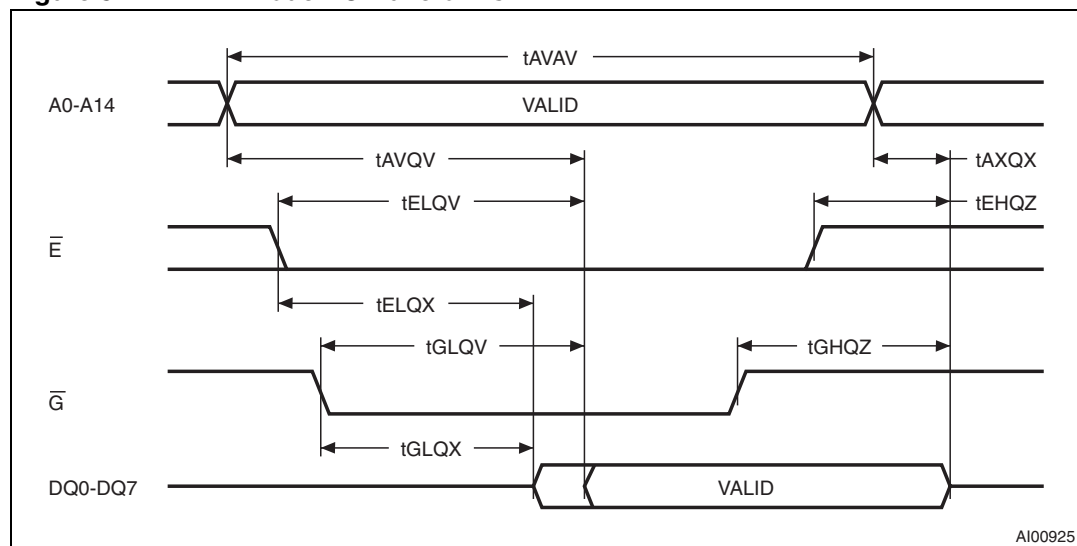 tAVAV
A0-A14
VALID
tAVQV
tAXQX
tELQV
tEHQZ
E̅
tELQX
tGLQV
tGHQZ
G̅
tGLQX
DQ0-DQ7
VALID
AI00925